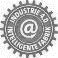 INDUSTRIE 4.0
INTELLIGENTE FABRIK
@